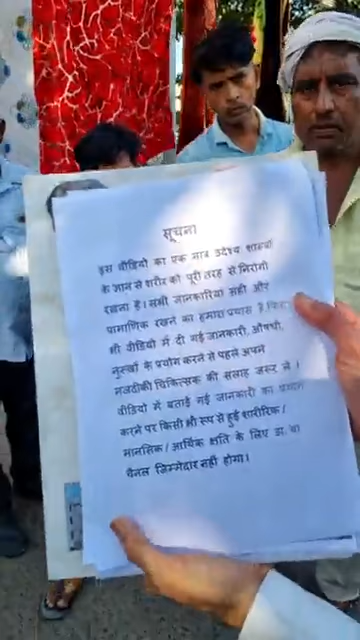 सूचना
इस वीडियो का एक मात्र उदेश्य शास्त्रों
के ज्ञान से शरीर को पूरी तरह से निरोगी
रखना है। सभी जानकारियां सही और
प्रामाणिक रखने का हमारा प्रयास है,
भी वीडियो में दी गई जानकारी, औषधी,
नुस्खों के प्रयोग करने से पहले अपने
नजदीकी चिकित्सक की सलाह जरूर ले।
वीडियो में बताई गई जानकारी का
करने पर किसी भी रूप से हुई शारीरिक/
मानसिक/ आर्थिक क्षति के लिए डा. या
चैनल जिम्मेदार नहीं होगा।